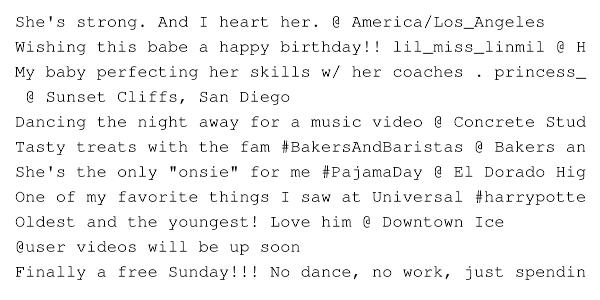 She's strong. And I heart her. @ America/Los_Angeles
Wishing this babe a happy birthday!! lil_miss_linmil @ H
My baby perfecting her skills w/ her coaches . princess_
@ Sunset Cliffs, San Diego
Dancing the night away for a music video @ Concrete Stud
Tasty treats with the fam #BakersAndBaristas @ Bakers an
She's the only "onsie" for me #PajamaDay @ El Dorado Hig
One of my favorite things I saw at Universal #harrypotte
Oldest and the youngest! Love him @ Downtown Ice
@user videos will be up soon
Finally a free Sunday!!! No dance, no work, just spendin